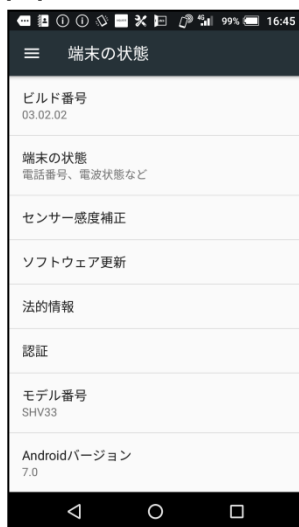 99% 16:45
端末の状態
ビルド番号
03.02.02
端末の状態
電話番号、電波状態など
センサー感度補正
ソフトウェア更新
法的情報
認証
モデル番号
SHV33
Androidバージョン
7.0